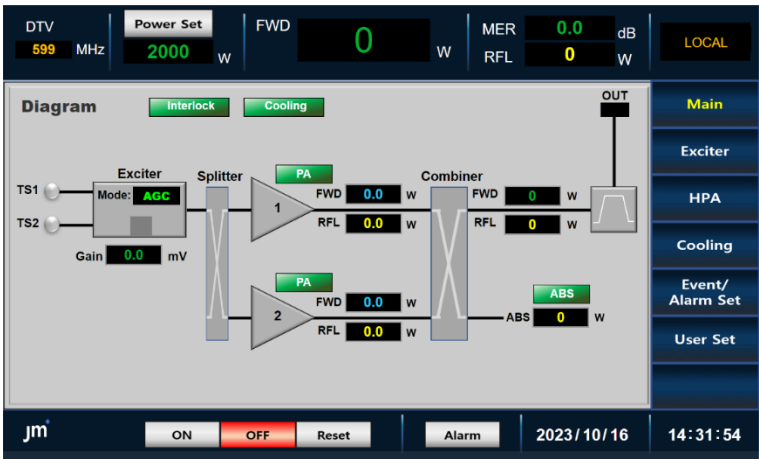 DTV
599 MHz
Power Set
2000 W
FWD
0 W
MER 0.0 dB
RFL 0 W
LOCAL
Diagram
Interlock
Cooling
OUT
TS1
TS2
Exciter
Mode: AGC
Gain 0.0 mV
Splitter
PA
1
FWD 0.0 W
RFL 0.0 W
PA
2
FWD 0.0 W
RFL 0.0 W
Combiner
FWD 0 W
RFL 0 W
ABS
ABS 0 W
Main
Exciter
HPA
Cooling
Event/
Alarm Set
User Set
JM
ON
OFF
Reset
Alarm
2023/10/16
14:31:54